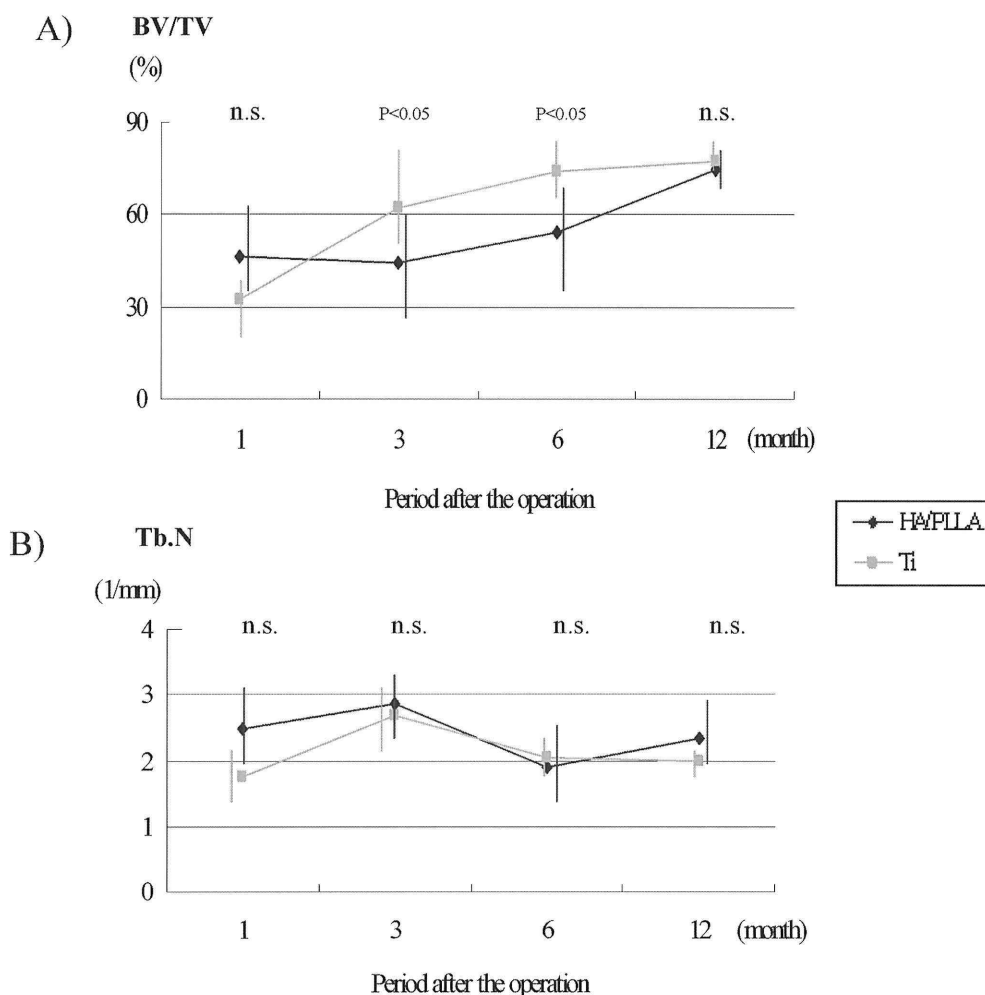 A) BV/TV
(%)
n.s. P<0.05 P<0.05 n.s.
90
60
30
0
1 3 6 12 (month)
Period after the operation
HA/PLLA
Ti
B) Tb.N
(1/mm)
n.s. n.s. n.s. n.s.
4
3
2
1
0
1 3 6 12 (month)
Period after the operation